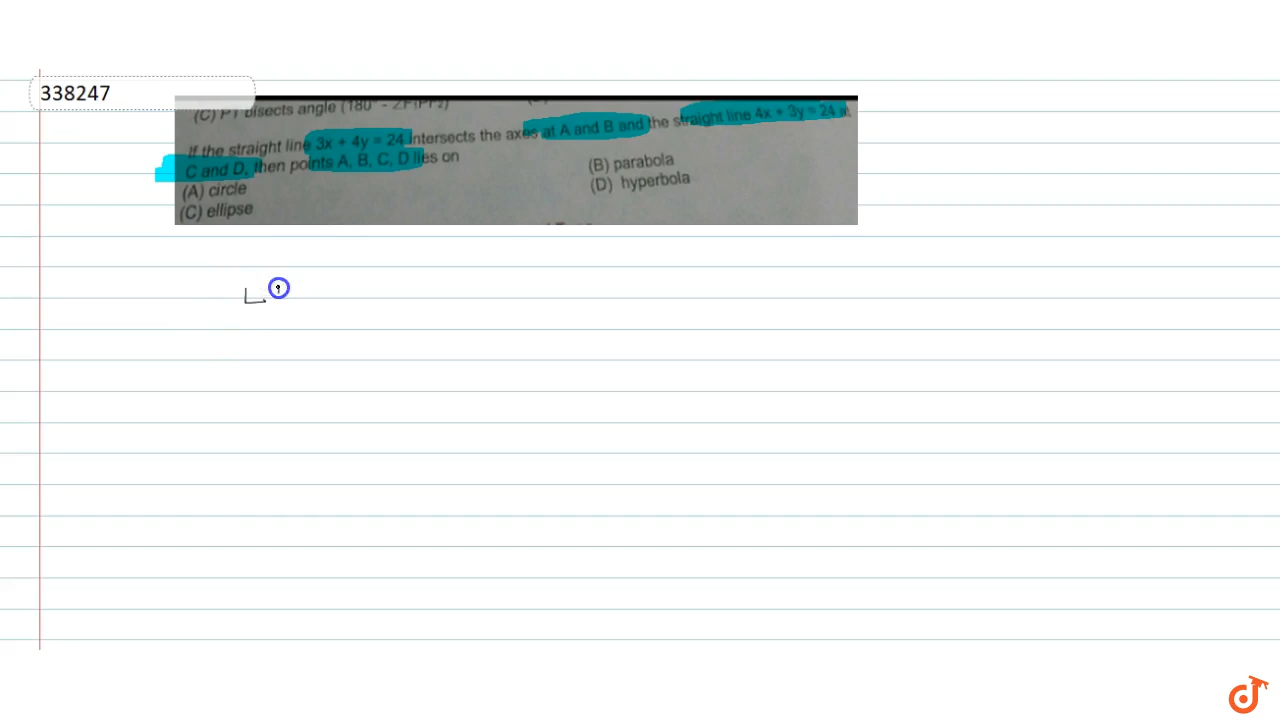 338247
(C) PT bisects angle (180° - ∠F₁PF₂)
If the straight line 3x + 4y = 24 intersects the axes at A and B and the straight line 4x + 3y = 24 at
C and D, then points A, B, C, D lies on
(A) circle
(B) parabola
(C) ellipse
(D) hyperbola
L